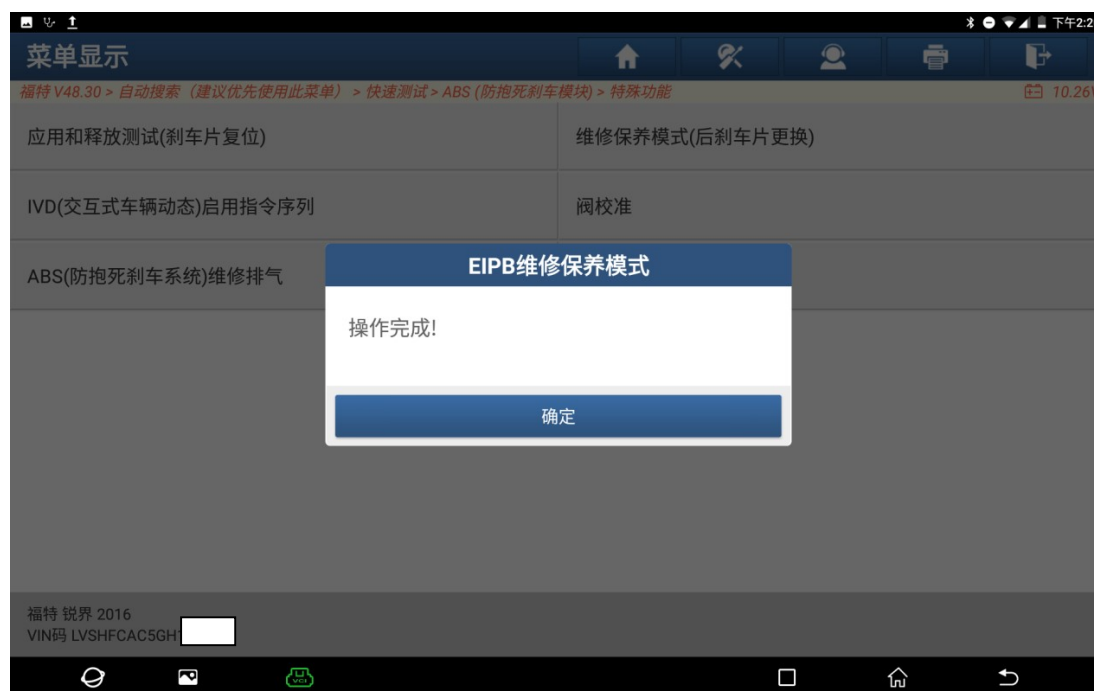 下午2:2
菜单显示
福特 V48.30 > 自动搜索（建议优先使用此菜单） > 快速测试 > ABS (防抱死刹车模块) > 特殊功能
10.26V
应用和释放测试(刹车片复位)
维修保养模式(后刹车片更换)
IVD(交互式车辆动态)启用指令序列
阀校准
ABS(防抱死刹车系统)维修排气
EIPB维修保养模式
操作完成!
确定
福特 锐界 2016
VIN码 LVSHFCAC5GH
VCI